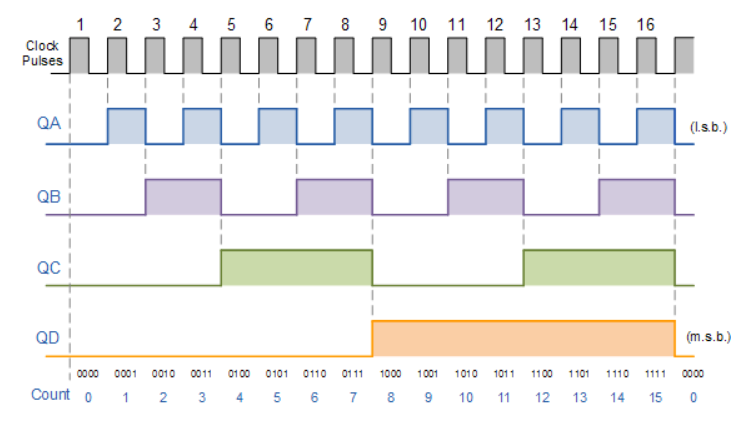 1 2 3 4 5 6 7 8 9 10 11 12 13 14 15 16
Clock
Pulses
QA (l.s.b.)
QB
QC
QD (m.s.b.)
0000 0001 0010 0011 0100 0101 0110 0111 1000 1001 1010 1011 1100 1101 1110 1111 0000
Count 0 1 2 3 4 5 6 7 8 9 10 11 12 13 14 15 0